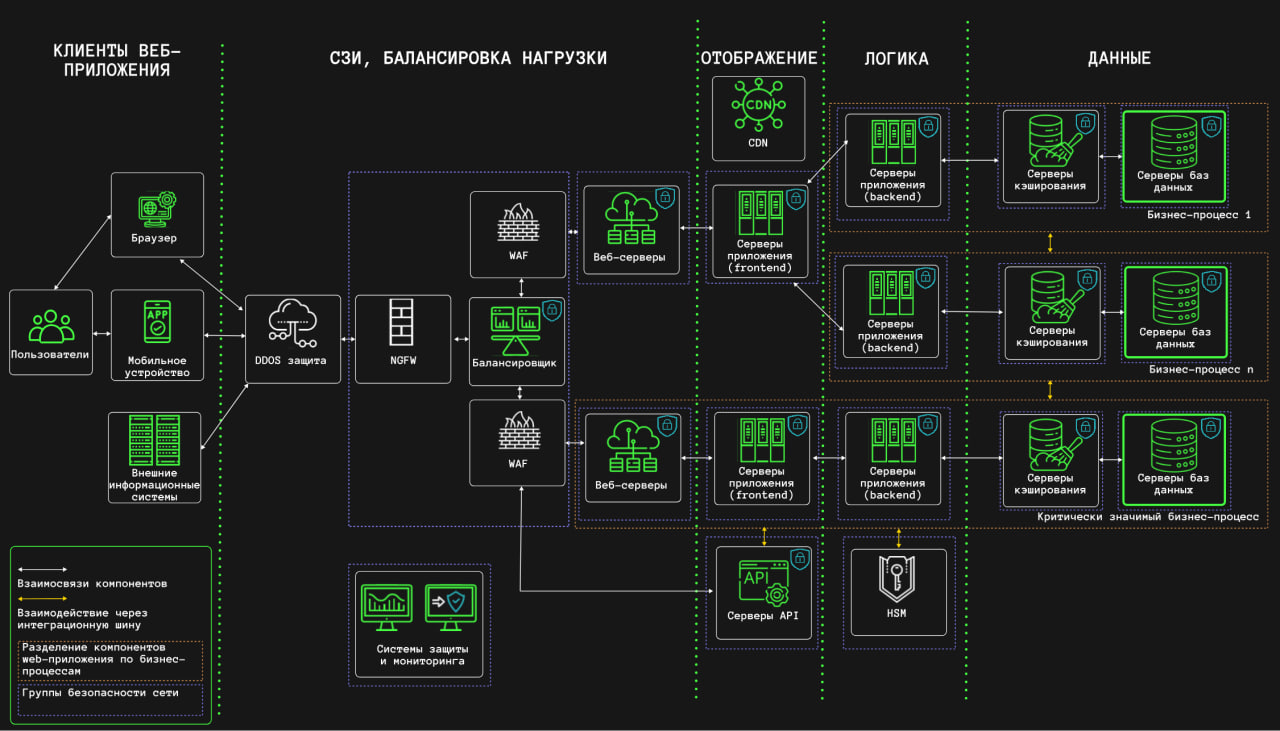 КЛИЕНТЫ ВЕБ-
ПРИЛОЖЕНИЯ
СЗИ, БАЛАНСИРОВКА НАГРУЗКИ
ОТОБРАЖЕНИЕ
ЛОГИКА
ДАННЫЕ
CDN
CDN
Серверы
приложения
(backend)
Серверы
кэширования
Серверы баз
данных
Бизнес-процесс 1
Браузер
WAF
Веб-серверы
Серверы
приложения
(frontend)
Пользователи
APP
Мобильное
устройство
DDOS защита
NGFW
Балансировщик
Серверы
приложения
(backend)
Серверы
кэширования
Серверы баз
данных
Бизнес-процесс n
Внешние
информационные
системы
WAF
Веб-серверы
Серверы
приложения
(frontend)
Серверы
приложения
(backend)
Серверы
кэширования
Серверы баз
данных
Критически значимый бизнес-процесс
API
Серверы API
HSM
Системы защиты
и мониторинга
Взаимосвязи компонентов
Взаимодействие через
интеграционную шину
Разделение компонентов
web-приложения по бизнес-
процессам
Группы безопасности сети